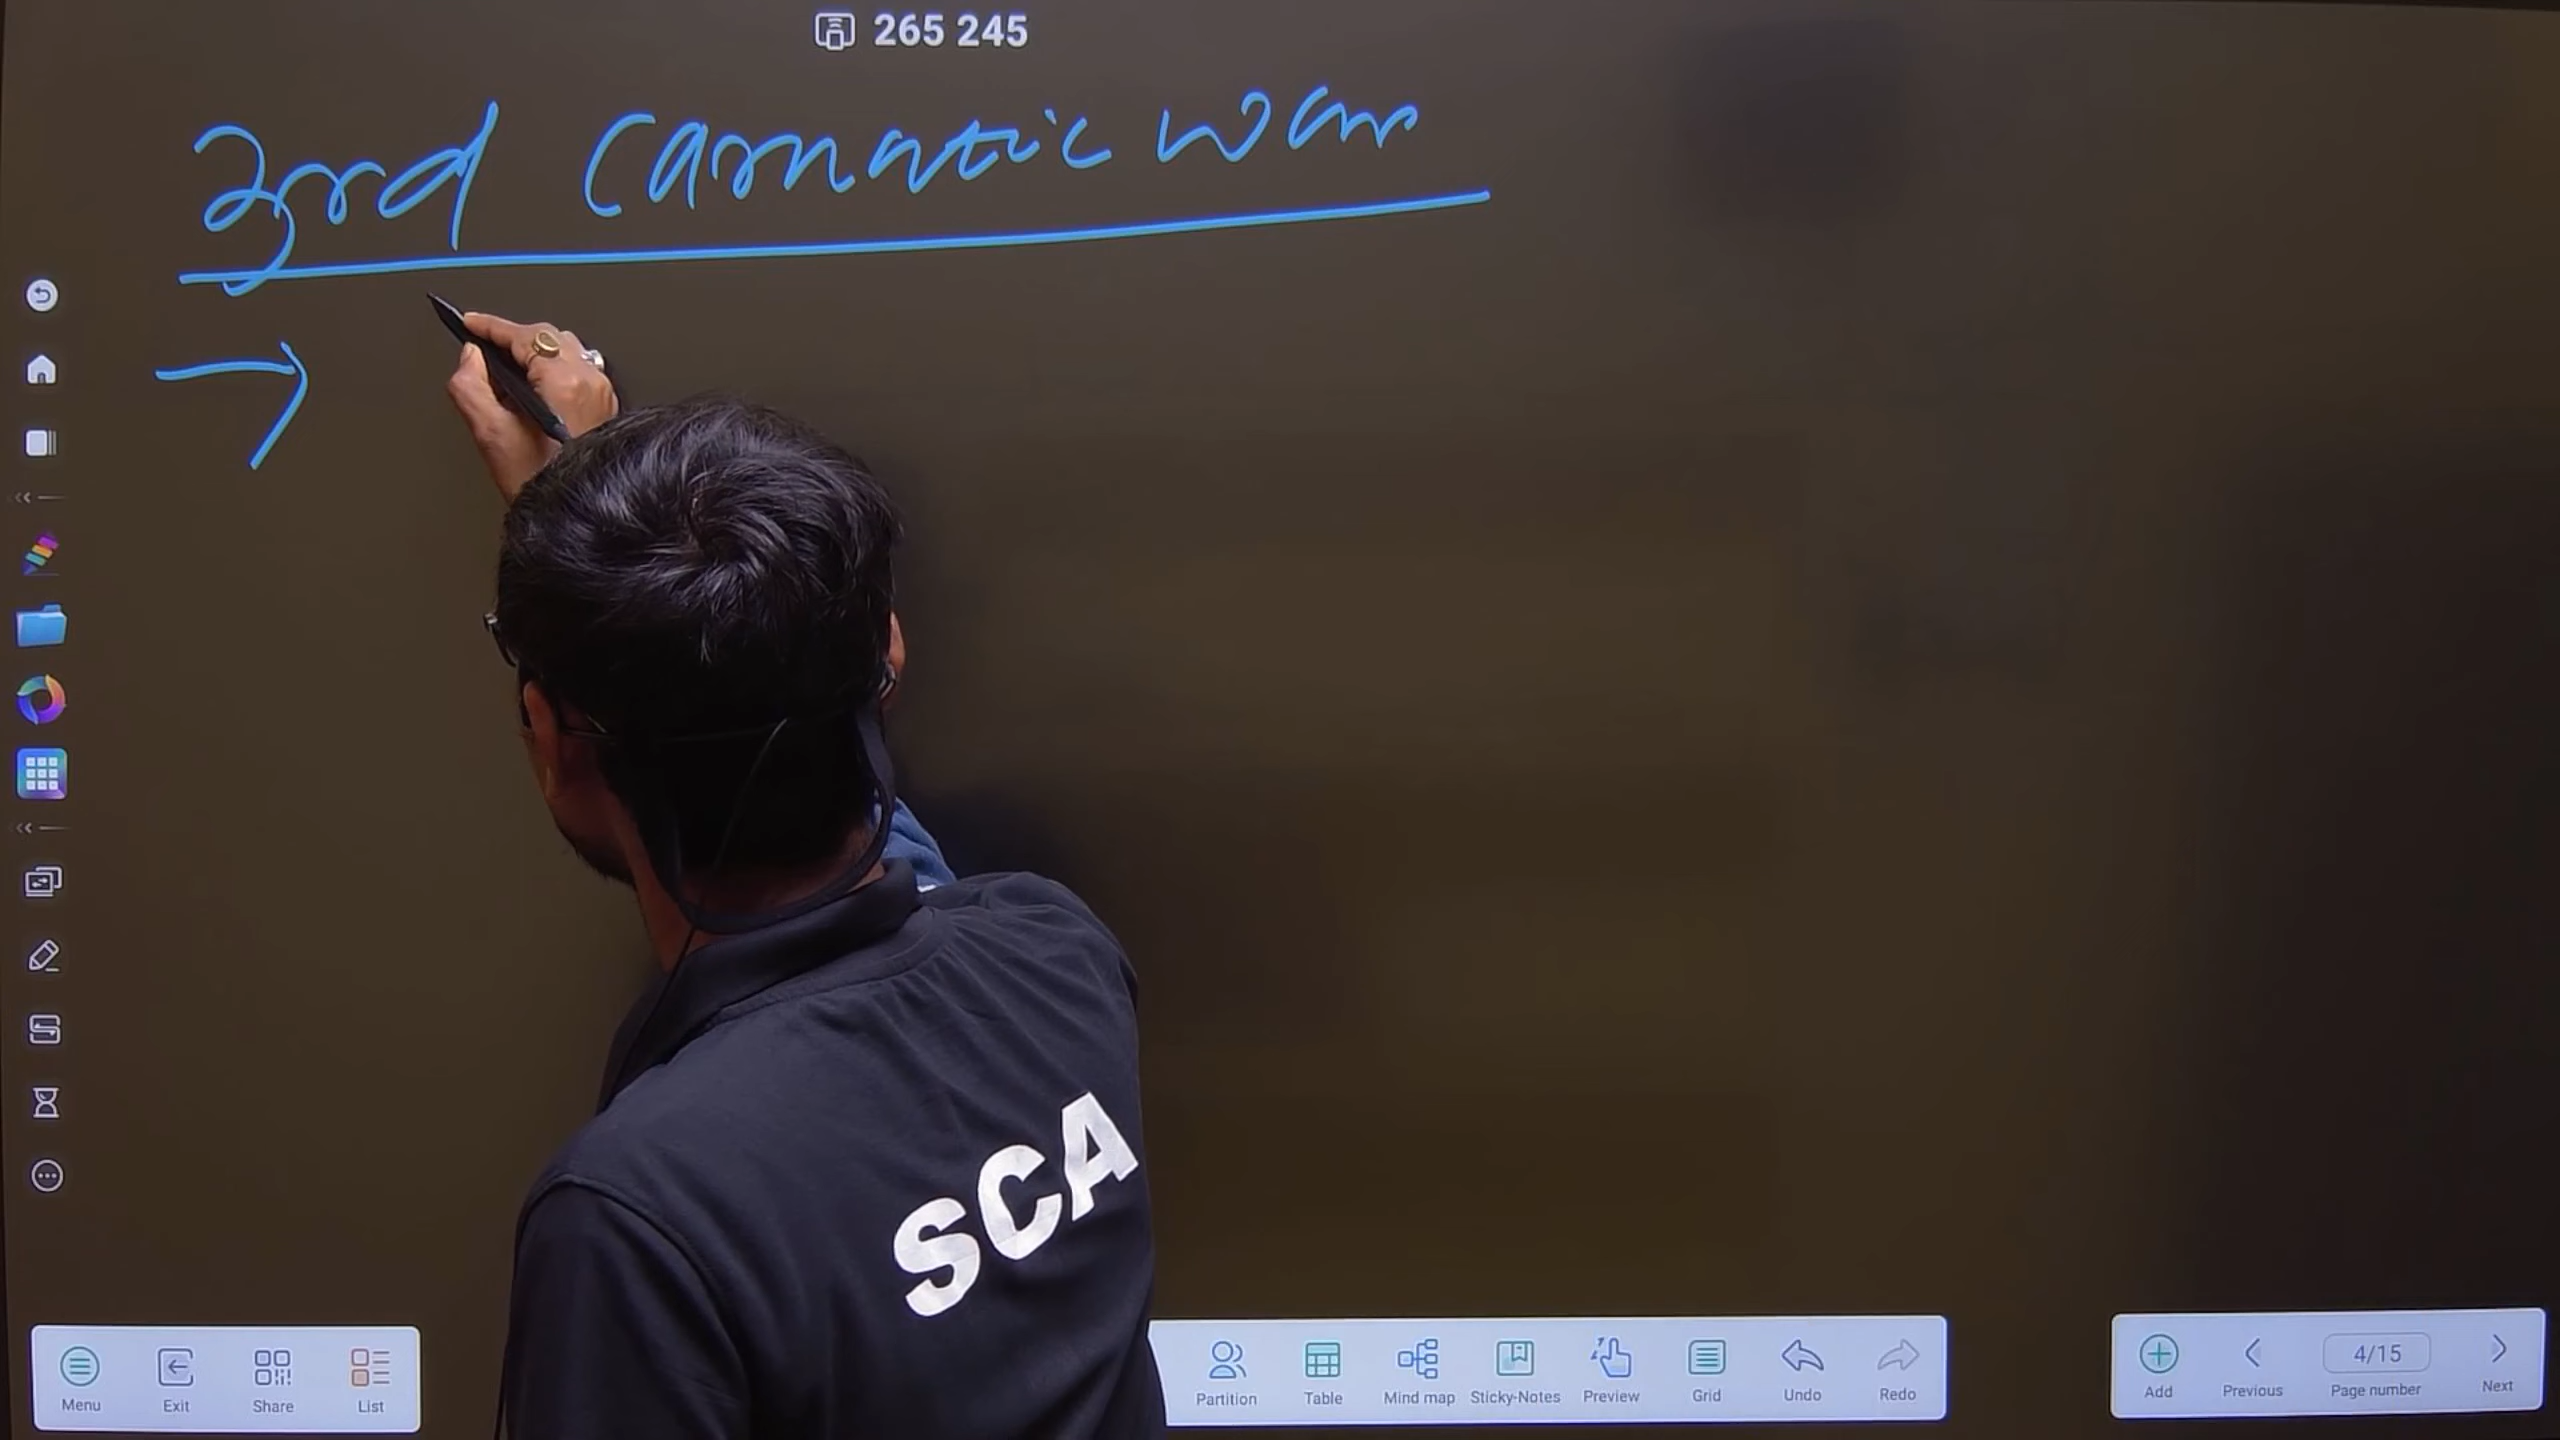 265 245
3rd Carnatic war
→
SCA
Menu Exit Share List Partition Table Mind map Sticky-Notes Preview Grid Undo Redo Add Previous 4/15 Page number Next